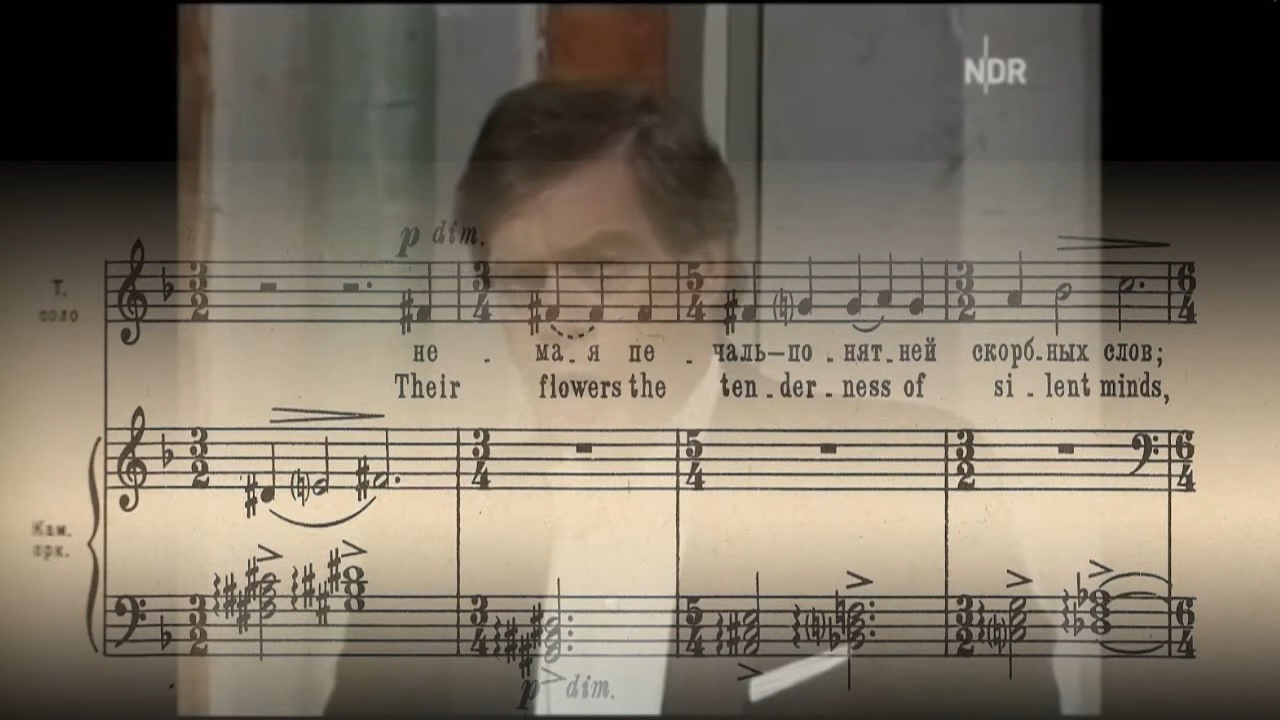 NDR
p dim.
Т.
соло
не - ма - я пе - чаль—по - нят - ней скорб - ных слов;
Their flowers the ten - der - ness of si - lent minds,
Кам.
орк.
p dim.